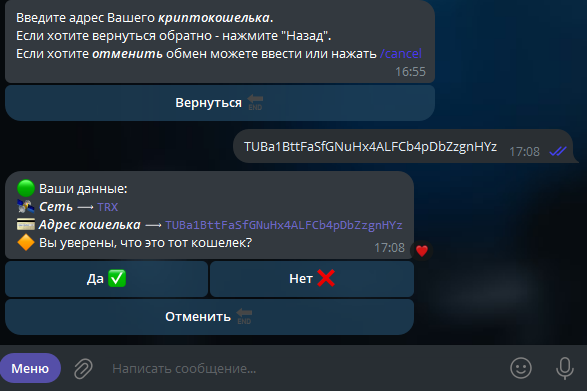 Введите адрес Вашего криптокошелька.
Если хотите вернуться обратно - нажмите "Назад".
Если хотите отменить обмен можете ввести или нажать /cancel
16:55
Вернуться 🔚
TUBa1BttFaSfGNuHx4ALFCb4pDbZzgnHYz 17:08
Ваши данные:
Сеть ⟶ TRX
Адрес кошелька ⟶ TUBa1BttFaSfGNuHx4ALFCb4pDbZzgnHYz
Вы уверены, что это тот кошелек?
17:08
Да ✅ Нет ❌
Отменить 🔚
Меню Написать сообщение...